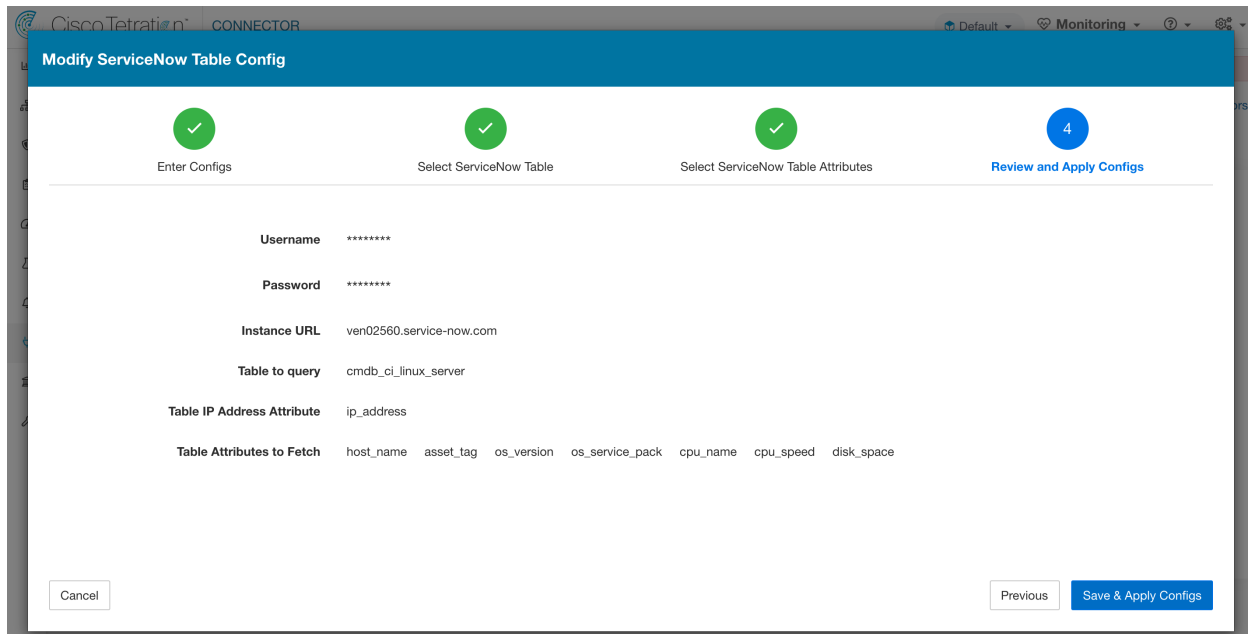 Cisco Tetration™ CONNECTOR Default Monitoring
Modify ServiceNow Table Config
4
Enter Configs Select ServiceNow Table Select ServiceNow Table Attributes Review and Apply Configs
Username ********
Password ********
Instance URL ven02560.service-now.com
Table to query cmdb_ci_linux_server
Table IP Address Attribute ip_address
Table Attributes to Fetch host_name asset_tag os_version os_service_pack cpu_name cpu_speed disk_space
Cancel Previous Save & Apply Configs